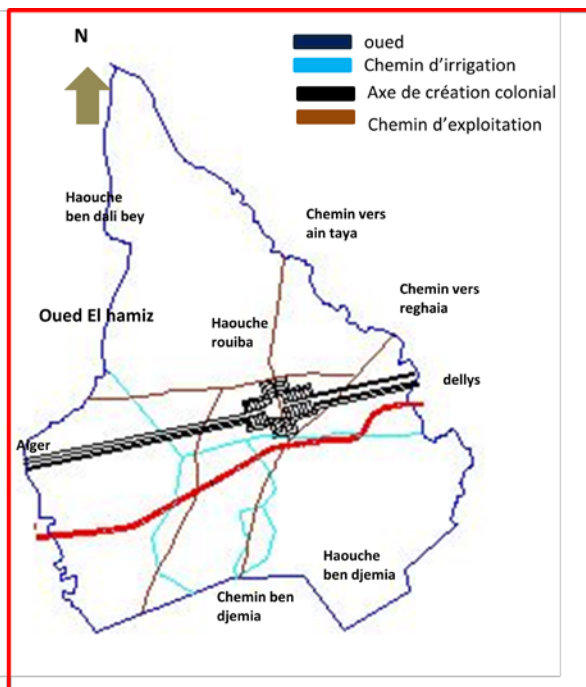 N
oued
Chemin d'irrigation
Axe de création colonial
Chemin d'exploitation
Haouche
ben dali bey
Chemin vers
ain taya
Chemin vers
reghaia
Oued El hamiz
Haouche
rouiba
dellys
Alger
Haouche
ben djemia
Chemin ben
djemia